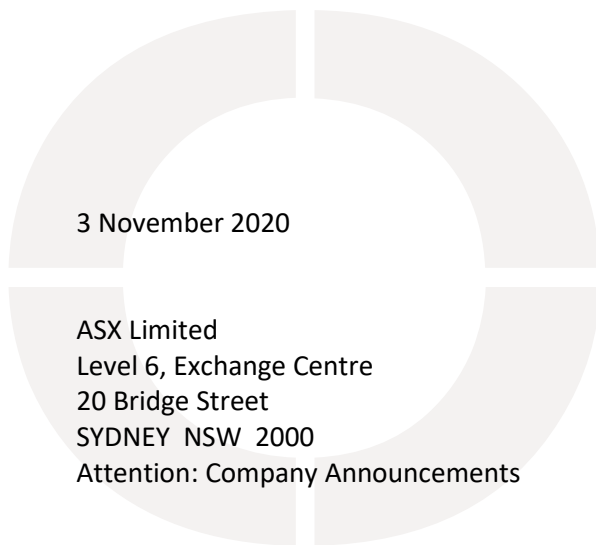 3 November 2020
ASX Limited
Level 6, Exchange Centre
20 Bridge Street
SYDNEY  NSW  2000
Attention: Company Announcements